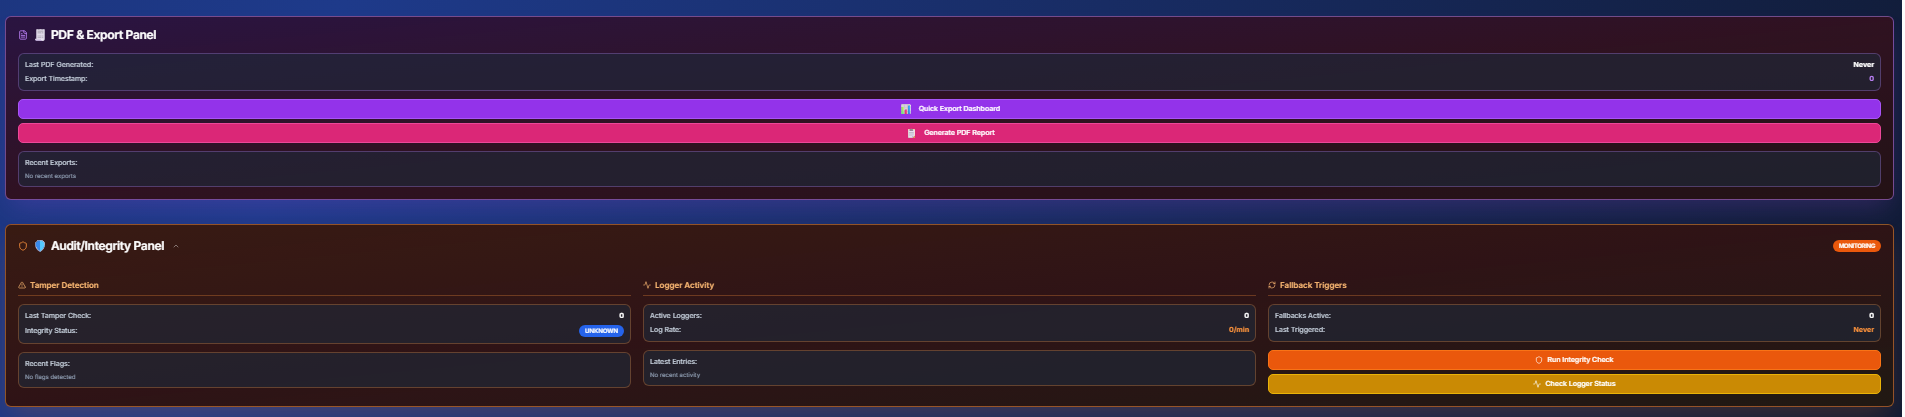 PDF & Export Panel
Last PDF Generated: Never
Export Timestamp: 0
Quick Export Dashboard
Generate PDF Report
Recent Exports:
No recent exports
Audit/Integrity Panel MONITORING
Tamper Detection
Last Tamper Check: 0
Integrity Status: UNKNOWN
Recent Flags:
No flags detected
Logger Activity
Active Loggers: 0
Log Rate: 0/min
Latest Entries:
No recent activity
Fallback Triggers
Fallbacks Active: 0
Last Triggered: Never
Run Integrity Check
Check Logger Status